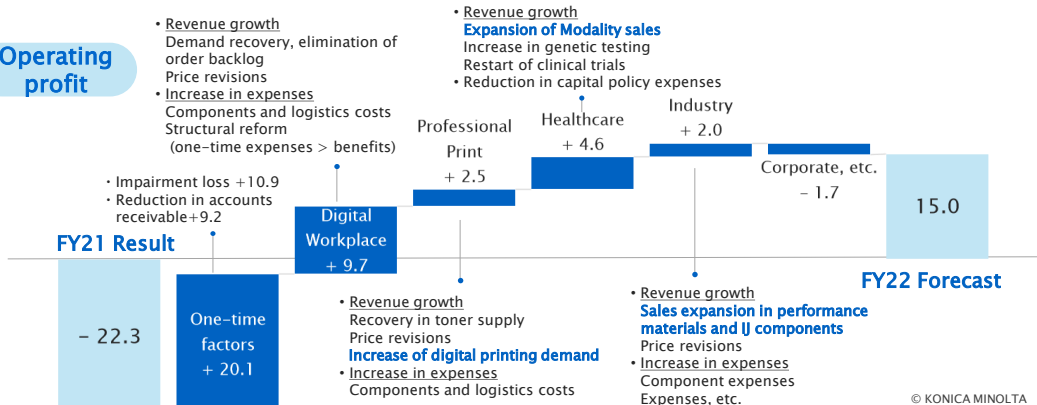 Operating
profit
• Revenue growth
Demand recovery, elimination of
order backlog
Price revisions
• Increase in expenses
Components and logistics costs
Structural reform
(one-time expenses > benefits)
• Revenue growth
Expansion of Modality sales
Increase in genetic testing
Restart of clinical trials
• Reduction in capital policy expenses
• Impairment loss +10.9
• Reduction in accounts
receivable+9.2
FY21 Result
– 22.3
One-time
factors
+ 20.1
Digital
Workplace
+ 9.7
Professional
Print
+ 2.5
Healthcare
+ 4.6
Industry
+ 2.0
Corporate, etc.
– 1.7
15.0
FY22 Forecast
• Revenue growth
Recovery in toner supply
Price revisions
Increase of digital printing demand
• Increase in expenses
Components and logistics costs
• Revenue growth
Sales expansion in performance
materials and IJ components
Price revisions
• Increase in expenses
Component expenses
Expenses, etc.
© KONICA MINOLTA